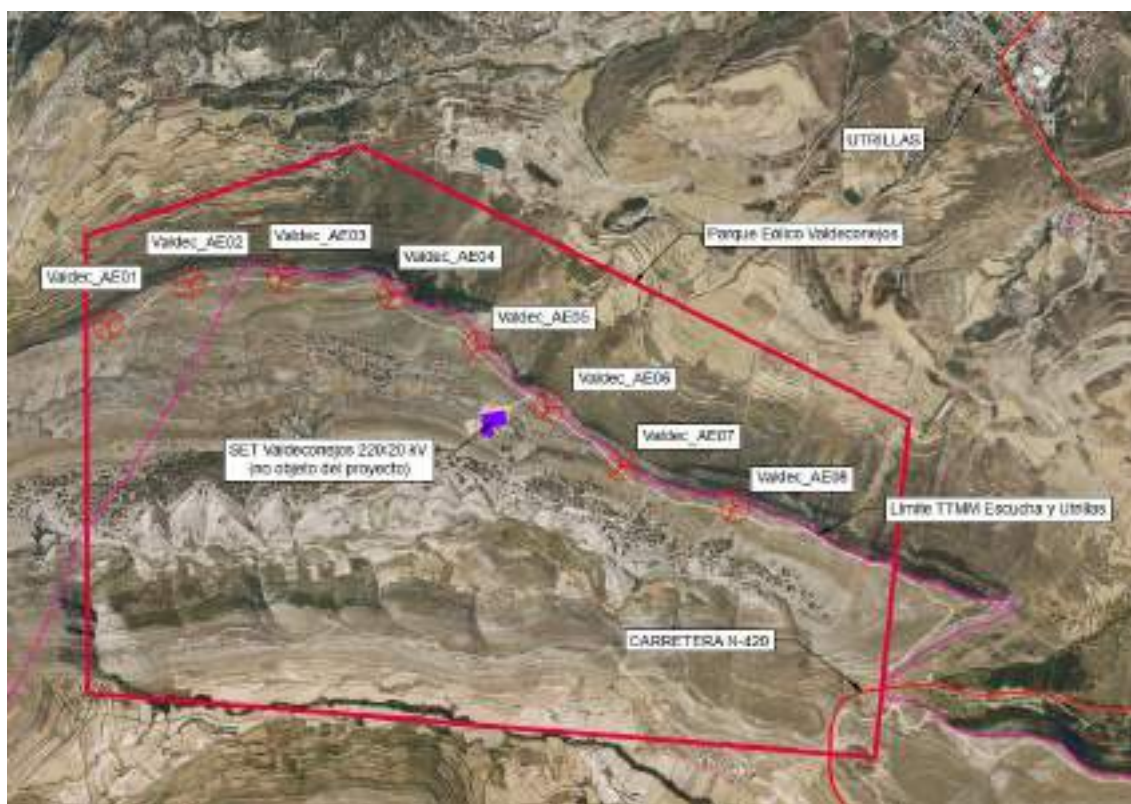 UTRILLAS
Parque Eólico Valdeconejos
Valdec_AE01
Valdec_AE02
Valdec_AE03
Valdec_AE04
Valdec_AE05
Valdec_AE06
Valdec_AE07
Valdec_AE08
SET Valdeconejos 220/20 kV
(no objeto del proyecto)
Límite TTMM Escucha y Utrillas
CARRETERA N-420